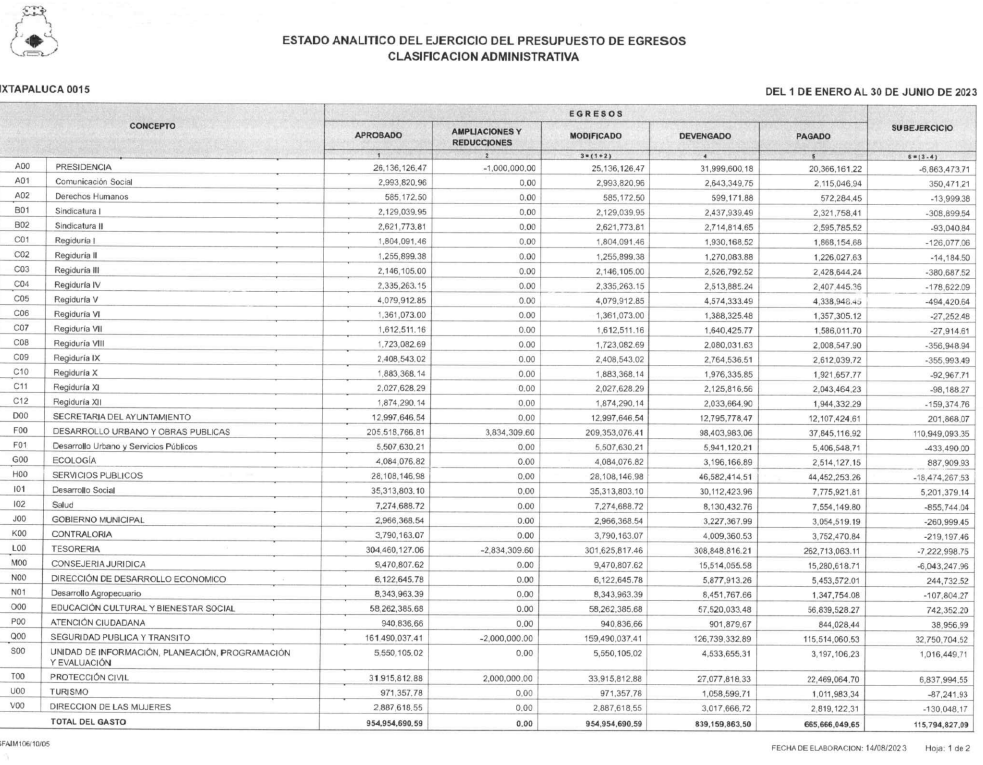 ESTADO ANALITICO DEL EJERCICIO DEL PRESUPUESTO DE EGRESOS
CLASIFICACION ADMINISTRATIVA
IXTAPALUCA 0015 DEL 1 DE ENERO AL 30 DE JUNIO DE 2023
CONCEPTO EGRESOS SUBEJERCICIO
APROBADO AMPLIACIONES Y REDUCCIONES MODIFICADO DEVENGADO PAGADO
1 2 3=(1+2) 4 5 6=(3-4)
A00 PRESIDENCIA 26,136,126.47 -1,000,000.00 25,136,126.47 31,999,600.18 20,366,161.22 -6,863,473.71
A01 Comunicación Social 2,993,820.96 0.00 2,993,820.96 2,643,349.75 2,115,046.94 350,471.21
A02 Derechos Humanos 585,172.50 0.00 585,172.50 599,171.88 572,284.45 -13,999.38
B01 Sindicatura I 2,129,039.95 0.00 2,129,039.95 2,437,939.49 2,321,758.41 -308,899.54
B02 Sindicatura II 2,621,773.81 0.00 2,621,773.81 2,714,814.65 2,595,785.52 -93,040.84
C01 Regiduría I 1,804,091.46 0.00 1,804,091.46 1,930,168.52 1,868,154.68 -126,077.06
C02 Regiduría II 1,255,899.38 0.00 1,255,899.38 1,270,083.88 1,226,027.63 -14,184.50
C03 Regiduría III 2,146,105.00 0.00 2,146,105.00 2,526,792.52 2,428,644.24 -380,687.52
C04 Regiduría IV 2,335,263.15 0.00 2,335,263.15 2,513,885.24 2,407,445.36 -178,622.09
C05 Regiduría V 4,079,912.85 0.00 4,079,912.85 4,574,333.49 4,338,948.45 -494,420.64
C06 Regiduría VI 1,361,073.00 0.00 1,361,073.00 1,388,325.48 1,357,305.12 -27,252.48
C07 Regiduría VII 1,612,511.16 0.00 1,612,511.16 1,640,425.77 1,586,011.70 -27,914.61
C08 Regiduría VIII 1,723,082.69 0.00 1,723,082.69 2,080,031.63 2,008,547.90 -356,948.94
C09 Regiduría IX 2,408,543.02 0.00 2,408,543.02 2,764,536.51 2,612,039.72 -355,993.49
C10 Regiduría X 1,883,368.14 0.00 1,883,368.14 1,976,335.85 1,921,657.77 -92,967.71
C11 Regiduría XI 2,027,628.29 0.00 2,027,628.29 2,125,816.56 2,043,464.23 -98,188.27
C12 Regiduría XII 1,874,290.14 0.00 1,874,290.14 2,033,664.90 1,944,332.29 -159,374.76
D00 SECRETARIA DEL AYUNTAMIENTO 12,997,646.54 0.00 12,997,646.54 12,795,778.47 12,107,424.61 201,868.07
F00 DESARROLLO URBANO Y OBRAS PUBLICAS 205,518,766.81 3,834,309.60 209,353,076.41 98,403,983.06 37,845,116.92 110,949,093.35
F01 Desarrollo Urbano y Servicios Públicos 5,507,630.21 0.00 5,507,630.21 5,941,120.21 5,406,548.71 -433,490.00
G00 ECOLOGÍA 4,084,076.82 0.00 4,084,076.82 3,196,166.89 2,514,127.15 887,909.93
H00 SERVICIOS PUBLICOS 28,108,146.98 0.00 28,108,146.98 46,582,414.51 44,452,253.26 -18,474,267.53
I01 Desarrollo Social 35,313,803.10 0.00 35,313,803.10 30,112,423.96 7,775,921.81 5,201,379.14
I02 Salud 7,274,688.72 0.00 7,274,688.72 8,130,432.76 7,554,149.80 -855,744.04
J00 GOBIERNO MUNICIPAL 2,966,368.54 0.00 2,966,368.54 3,227,367.99 3,054,519.19 -260,999.45
K00 CONTRALORIA 3,790,163.07 0.00 3,790,163.07 4,009,360.53 3,752,470.84 -219,197.46
L00 TESORERIA 304,460,127.06 -2,834,309.60 301,625,817.46 308,848,816.21 262,713,063.11 -7,222,998.75
M00 CONSEJERIA JURIDICA 9,470,807.62 0.00 9,470,807.62 15,514,055.58 15,280,618.71 -6,043,247.96
N00 DIRECCIÓN DE DESARROLLO ECONOMICO 6,122,645.78 0.00 6,122,645.78 5,877,913.26 5,453,572.01 244,732.52
N01 Desarrollo Agropecuario 8,343,963.39 0.00 8,343,963.39 8,451,767.66 1,347,754.08 -107,804.27
O00 EDUCACIÓN CULTURAL Y BIENESTAR SOCIAL 58,262,385.68 0.00 58,262,385.68 57,520,033.48 56,839,528.27 742,352.20
P00 ATENCIÓN CIUDADANA 940,836.66 0.00 940,836.66 901,879.67 844,028.44 38,956.99
Q00 SEGURIDAD PUBLICA Y TRANSITO 161,490,037.41 -2,000,000.00 159,490,037.41 126,739,332.89 115,514,060.53 32,750,704.52
S00 UNIDAD DE INFORMACIÓN, PLANEACIÓN, PROGRAMACIÓN Y EVALUACIÓN 5,550,105.02 0.00 5,550,105.02 4,533,655.31 3,197,106.23 1,016,449.71
T00 PROTECCIÓN CIVIL 31,915,812.88 2,000,000.00 33,915,812.88 27,077,818.33 22,469,064.70 6,837,994.55
U00 TURISMO 971,357.78 0.00 971,357.78 1,058,599.71 1,011,983.34 -87,241.93
V00 DIRECCION DE LAS MUJERES 2,887,618.55 0.00 2,887,618.55 3,017,666.72 2,819,122.31 -130,048.17
TOTAL DEL GASTO 954,954,690.59 0.00 954,954,690.59 839,159,863.50 665,666,049.65 115,794,827.09
FECHA DE ELABORACION: 14/08/2023 Hoja: 1 de 2